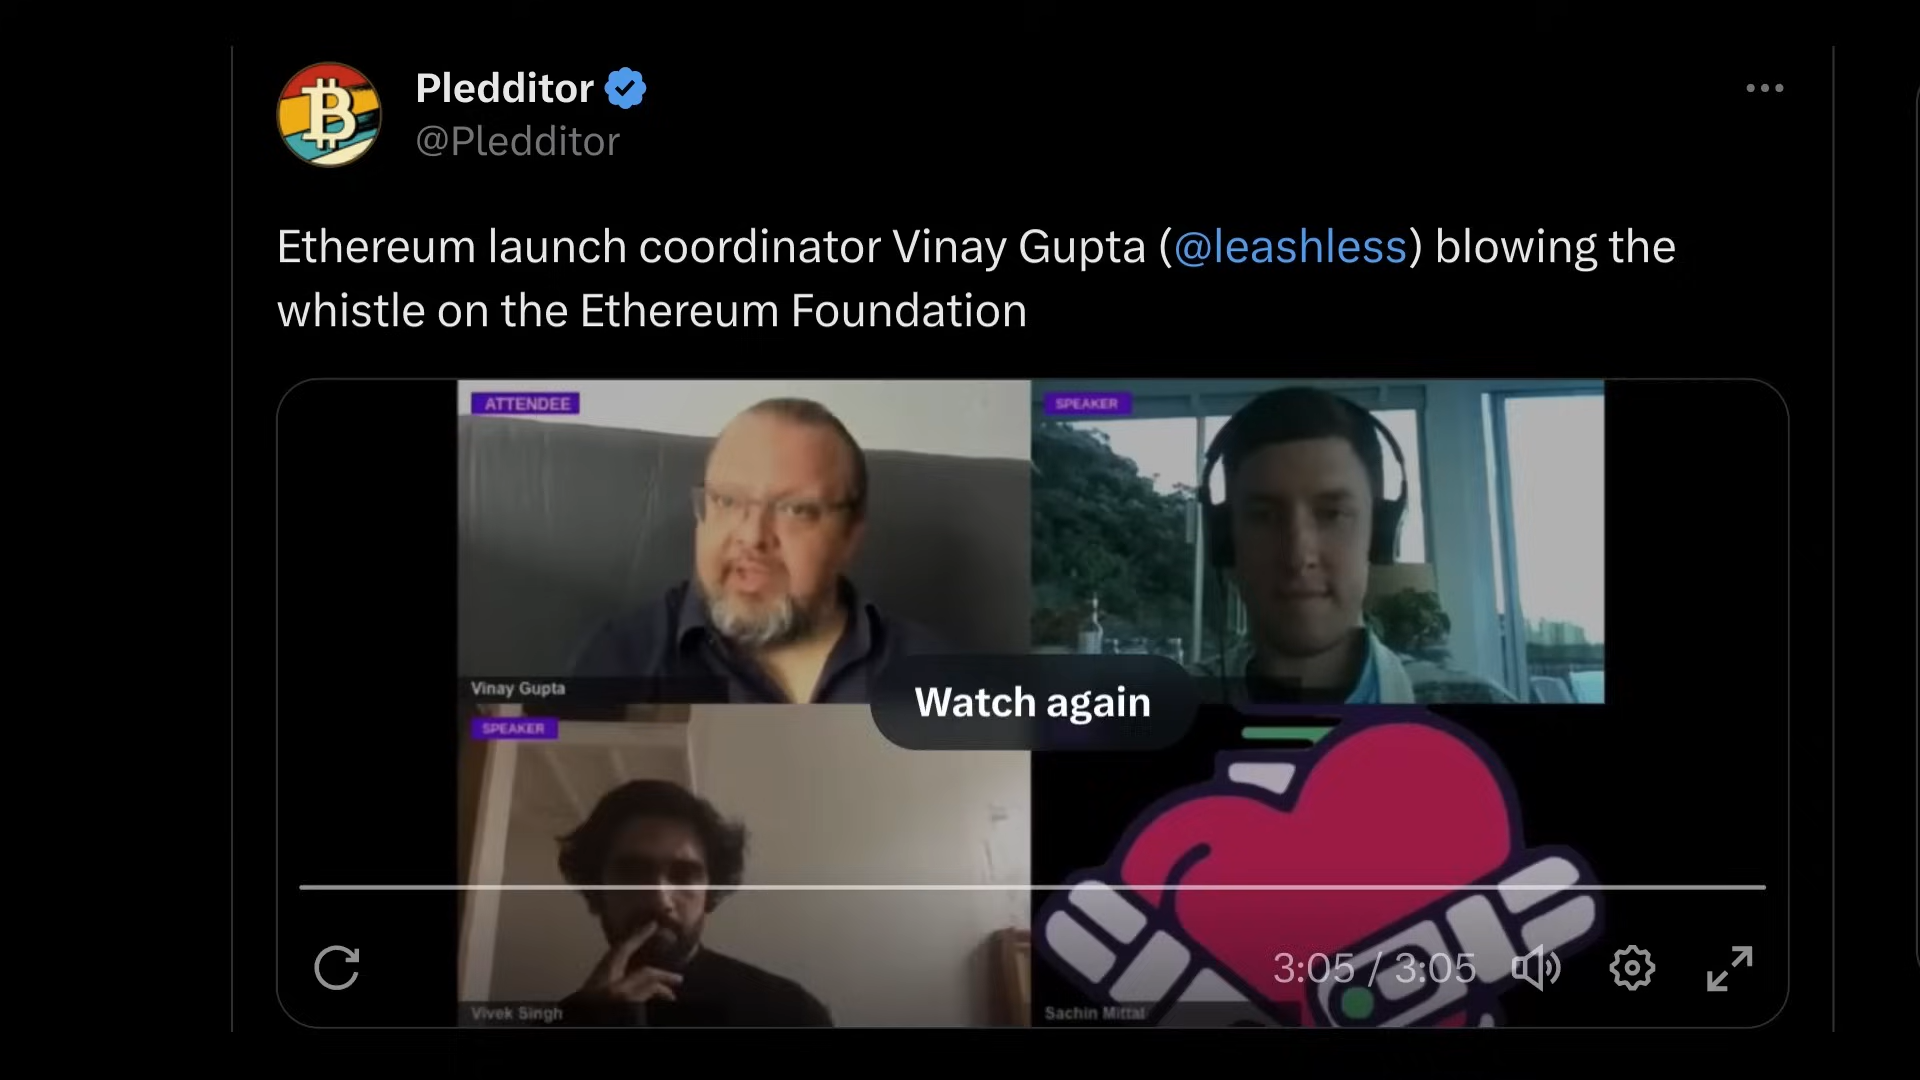 Pledditor
@Pledditor
Ethereum launch coordinator Vinay Gupta (@leashless) blowing the
whistle on the Ethereum Foundation
ATTENDEE
SPEAKER
Vinay Gupta
Watch again
SPEAKER
3:05 / 3:05
Vivek Singh
Sachin Mittal